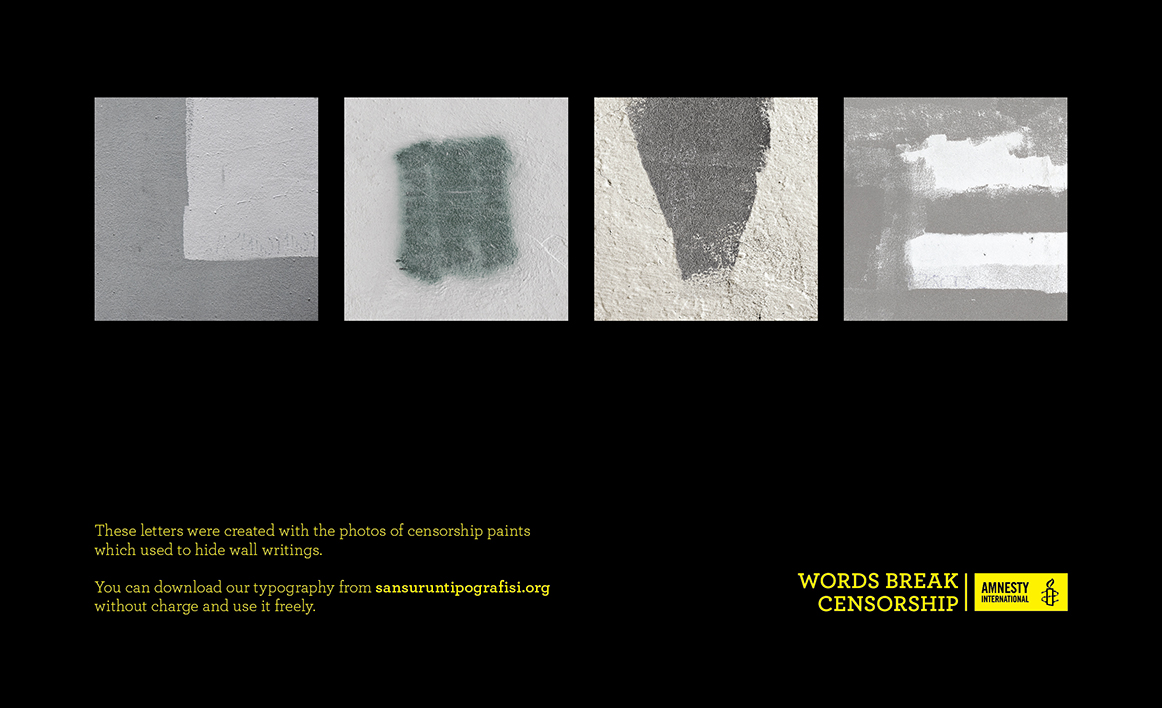 These letters were created with the photos of censorship paints
which used to hide wall writings.
You can download our typography from sansuruntipografisi.org
without charge and use it freely.
WORDS BREAK
CENSORSHIP
AMNESTY
INTERNATIONAL